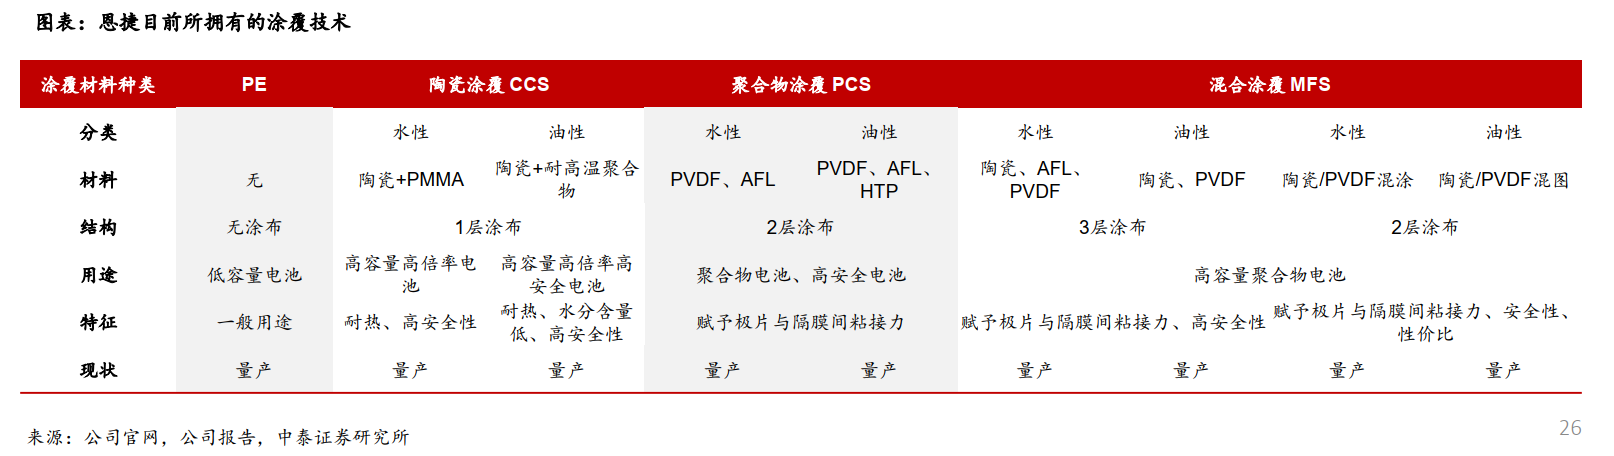 图表：恩捷目前所拥有的涂覆技术
涂覆材料种类 PE 陶瓷涂覆 CCS 聚合物涂覆 PCS 混合涂覆 MFS
分类 水性 油性 水性 油性 水性 油性 水性 油性
材料 无 陶瓷+PMMA 陶瓷+耐高温聚合物 PVDF、AFL PVDF、AFL、HTP 陶瓷、AFL、PVDF 陶瓷、PVDF 陶瓷/PVDF混涂 陶瓷/PVDF混图
结构 无涂布 1层涂布 2层涂布 3层涂布 2层涂布
用途 低容量电池 高容量高倍率电池 高容量高倍率高安全电池 聚合物电池、高安全电池 高容量聚合物电池
特征 一般用途 耐热、高安全性 耐热、水分含量低、高安全性 赋予极片与隔膜间粘接力 赋予极片与隔膜间粘接力、高安全性 赋予极片与隔膜间粘接力、安全性、性价比
现状 量产 量产 量产 量产 量产 量产 量产 量产 量产
来源：公司官网，公司报告，中泰证券研究所
26